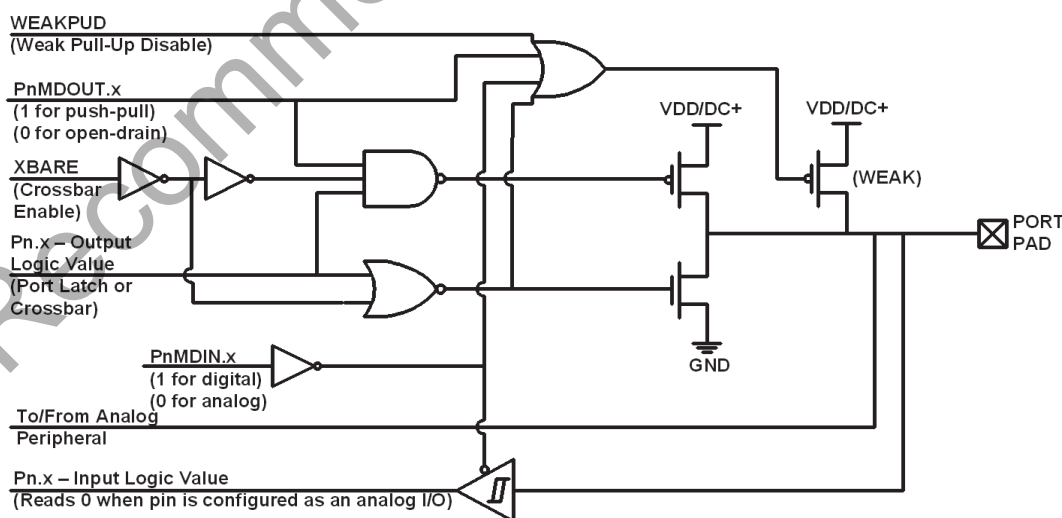 WEAKPUD
(Weak Pull-Up Disable)
PnMDOUT.x
(1 for push-pull)
(0 for open-drain)
XBARE
(Crossbar
Enable)
Pn.x – Output
Logic Value
(Port Latch or
Crossbar)
PnMDIN.x
(1 for digital)
(0 for analog)
To/From Analog
Peripheral
Pn.x – Input Logic Value
(Reads 0 when pin is configured as an analog I/O)
VDD/DC+
VDD/DC+
(WEAK)
PORT
PAD
GND
Recomm